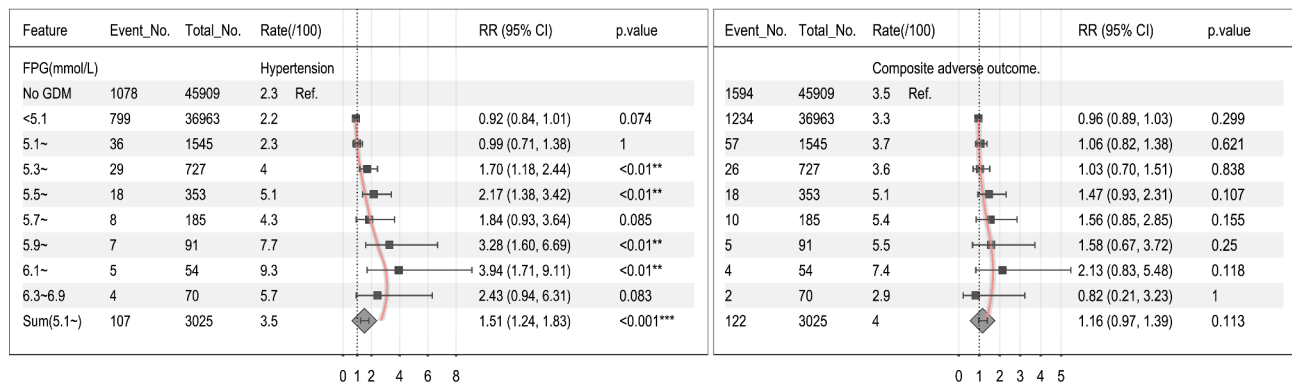 Feature Event_No. Total_No. Rate(/100) RR (95% CI) p.value Event_No. Total_No. Rate(/100) RR (95% CI) p.value
FPG(mmol/L) Hypertension Composite adverse outcome.
No GDM 1078 45909 2.3 Ref. 1594 45909 3.5 Ref.
<5.1 799 36963 2.2 0.92 (0.84, 1.01) 0.074 1234 36963 3.3 0.96 (0.89, 1.03) 0.299
5.1~ 36 1545 2.3 0.99 (0.71, 1.38) 1 57 1545 3.7 1.06 (0.82, 1.38) 0.621
5.3~ 29 727 4 1.70 (1.18, 2.44) <0.01** 26 727 3.6 1.03 (0.70, 1.51) 0.838
5.5~ 18 353 5.1 2.17 (1.38, 3.42) <0.01** 18 353 5.1 1.47 (0.93, 2.31) 0.107
5.7~ 8 185 4.3 1.84 (0.93, 3.64) 0.085 10 185 5.4 1.56 (0.85, 2.85) 0.155
5.9~ 7 91 7.7 3.28 (1.60, 6.69) <0.01** 5 91 5.5 1.58 (0.67, 3.72) 0.25
6.1~ 5 54 9.3 3.94 (1.71, 9.11) <0.01** 4 54 7.4 2.13 (0.83, 5.48) 0.118
6.3~6.9 4 70 5.7 2.43 (0.94, 6.31) 0.083 2 70 2.9 0.82 (0.21, 3.23) 1
Sum(5.1~) 107 3025 3.5 1.51 (1.24, 1.83) <0.001*** 122 3025 4 1.16 (0.97, 1.39) 0.113
0 1 2 4 6 8 0 1 2 3 4 5